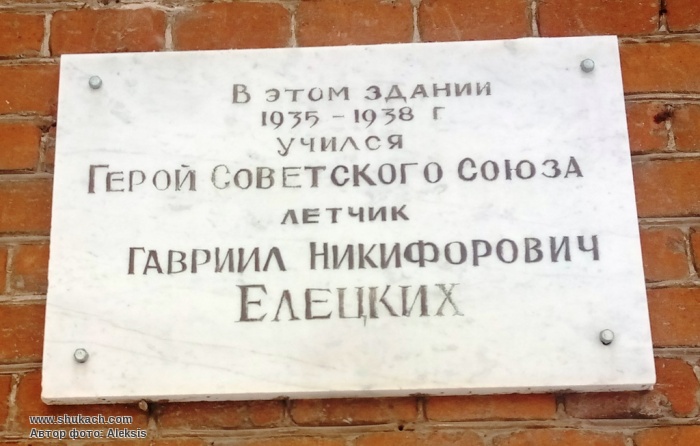 В ЭТОМ ЗДАНИИ
1935 - 1938 Г
УЧИЛСЯ
ГЕРОЙ СОВЕТСКОГО СОЮЗА
ЛЕТЧИК
ГАВРИИЛ НИКИФОРОВИЧ
ЕЛЕЦКИХ
www.shukach.com
Автор фото: Aleksis